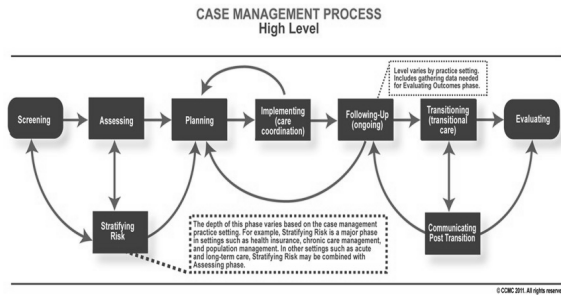 CASE MANAGEMENT PROCESS
High Level
Level varies by practice setting.
Includes gathering data needed
for Evaluating Outcomes phase.
Screening
Assessing
Planning
Implementing
(care
coordination)
Following-Up
(ongoing)
Transitioning
(transitional
care)
Evaluating
Stratifying
Risk
The depth of this phase varies based on the case management
practice setting. For example, Stratifying Risk is a major phase
in settings such as health insurance, chronic care management,
and population management. In other settings such as acute
and long-term care, Stratifying Risk may be combined with
Assessing phase.
Communicating
Post Transition
© CCMC 2011. All rights reserve